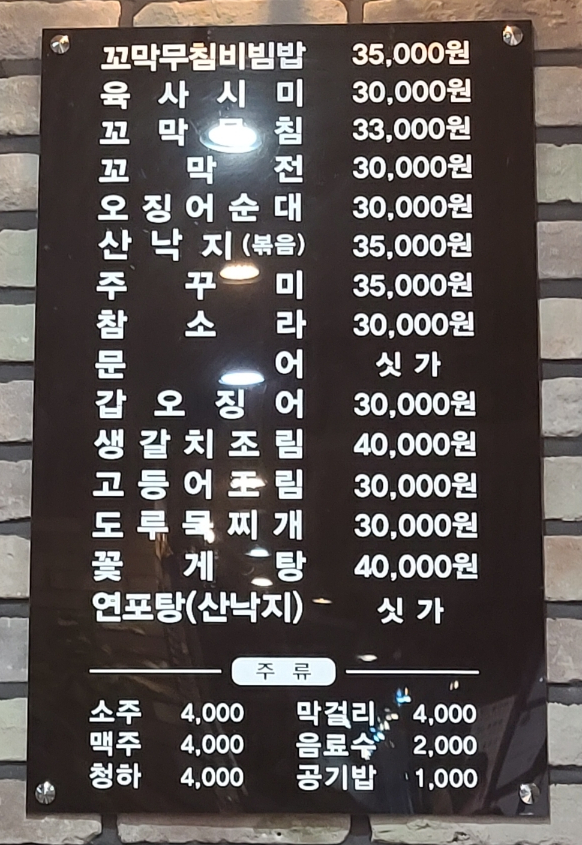 꼬막무침비빔밥 35,000원
육사시미 30,000원
꼬막무침 33,000원
꼬막전 30,000원
오징어순대 30,000원
산낙지(볶음) 35,000원
주꾸미 35,000원
참소라 30,000원
문어 싯가
갑오징어 30,000원
생갈치조림 40,000원
고등어조림 30,000원
도루묵찌개 30,000원
꽃게탕 40,000원
연포탕(산낙지) 싯가
주류
소주 4,000 막걸리 4,000
맥주 4,000 음료수 2,000
청하 4,000 공기밥 1,000